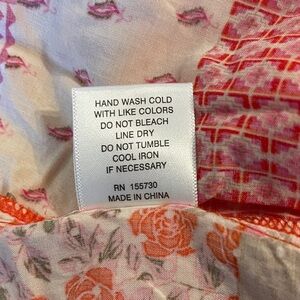 HAND WASH COLD
WITH LIKE COLORS
DO NOT BLEACH
LINE DRY
DO NOT TUMBLE
COOL IRON
IF NECESSARY
RN 155730
MADE IN CHINA